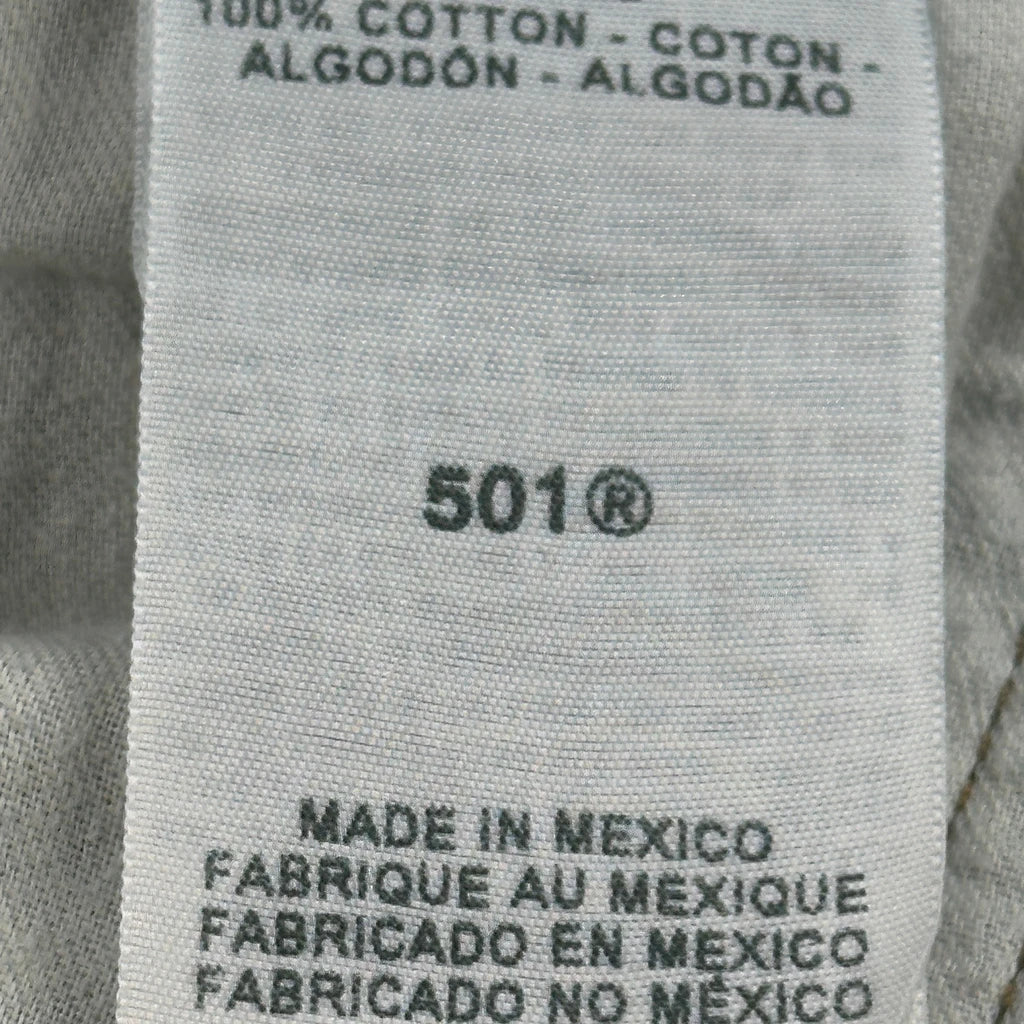 100% COTTON - COTON -
ALGODÓN - ALGODÃO
501®
MADE IN MEXICO
FABRIQUE AU MEXIQUE
FABRICADO EN MEXICO
FABRICADO NO MÉXICO